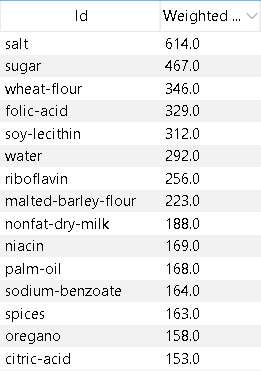 Id Weighted ...
salt 614.0
sugar 467.0
wheat-flour 346.0
folic-acid 329.0
soy-lecithin 312.0
water 292.0
riboflavin 256.0
malted-barley-flour 223.0
nonfat-dry-milk 188.0
niacin 169.0
palm-oil 168.0
sodium-benzoate 164.0
spices 163.0
oregano 158.0
citric-acid 153.0